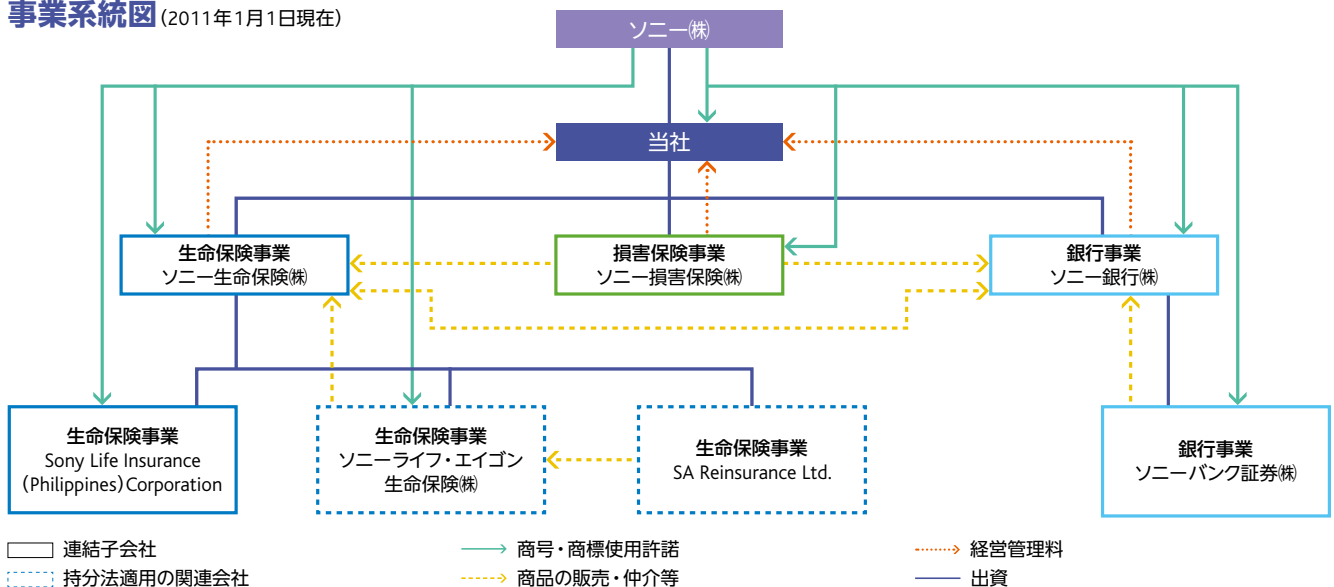 事業系統図(2011年1月1日現在)
ソニー㈱
当社
生命保険事業
ソニー生命保険㈱
損害保険事業
ソニー損害保険㈱
銀行事業
ソニー銀行㈱
生命保険事業
Sony Life Insurance
(Philippines)Corporation
生命保険事業
ソニーライフ・エイゴン
生命保険㈱
生命保険事業
SA Reinsurance Ltd.
銀行事業
ソニーバンク証券㈱
連結子会社
商号・商標使用許諾
経営管理料
持分法適用の関連会社
商品の販売・仲介等
出資